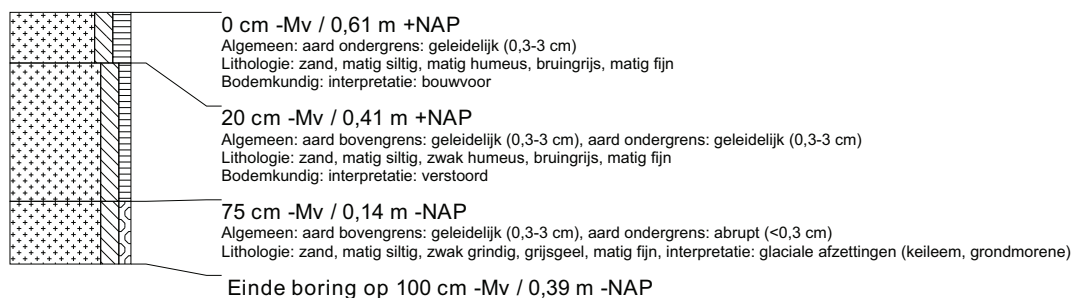 0 cm -Mv / 0,61 m +NAP
Algemeen: aard ondergrens: geleidelijk (0,3-3 cm)
Lithologie: zand, matig siltig, matig humeus, bruingrijs, matig fijn
Bodemkundig: interpretatie: bouwvoor
20 cm -Mv / 0,41 m +NAP
Algemeen: aard bovengrens: geleidelijk (0,3-3 cm), aard ondergrens: geleidelijk (0,3-3 cm)
Lithologie: zand, matig siltig, zwak humeus, bruingrijs, matig fijn
Bodemkundig: interpretatie: verstoord
75 cm -Mv / 0,14 m -NAP
Algemeen: aard bovengrens: geleidelijk (0,3-3 cm), aard ondergrens: abrupt (<0,3 cm)
Lithologie: zand, matig siltig, zwak grindig, grijsgeel, matig fijn, interpretatie: glaciale afzettingen (keileem, grondmorene)
Einde boring op 100 cm -Mv / 0,39 m -NAP